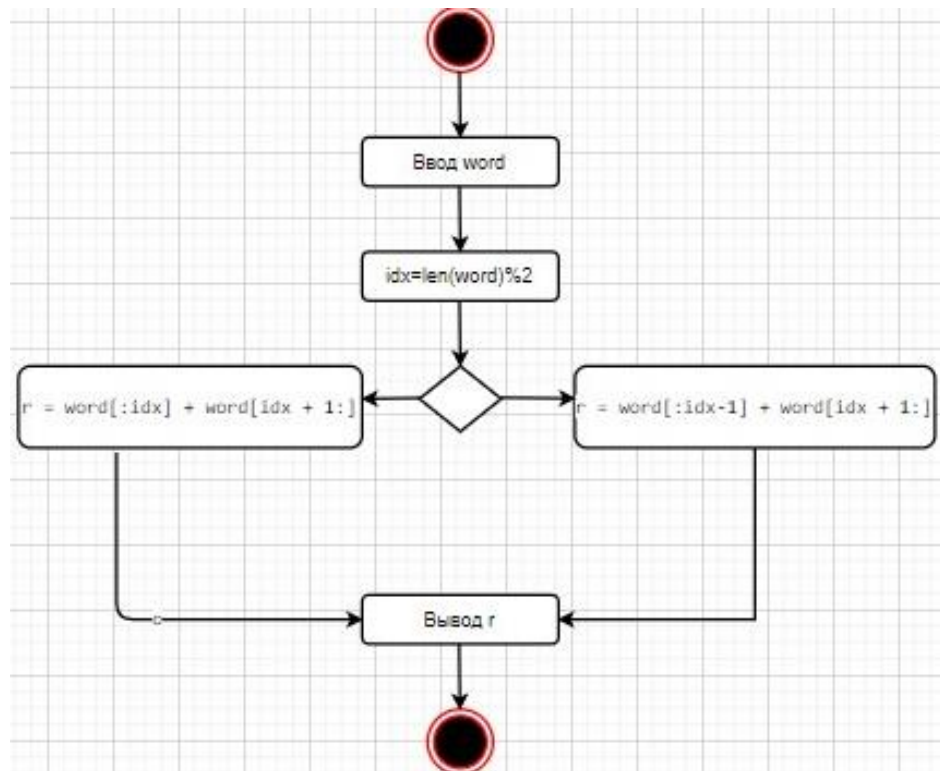 Ввод word
idx=len(word)%2
r = word[:idx] + word[idx + 1:]
r = word[:idx-1] + word[idx + 1:]
Вывод r